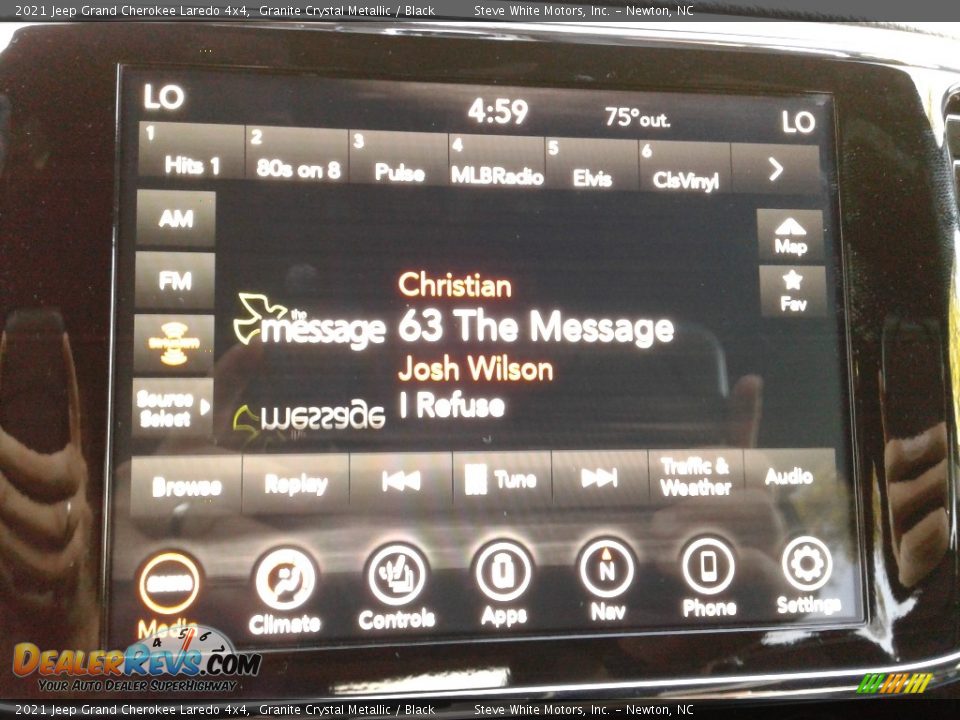 2021 Jeep Grand Cherokee Laredo 4x4, Granite Crystal Metallic / Black Steve White Motors, Inc. - Newton, NC
LO 4:59 75° out. LO
1 Hits 1 2 80s on 8 3 Pulse 4 MLBRadio 5 Elvis 6 ClsVinyl
AM
FM
Source Select
Map
Fav
the message
Christian
63 The Message
Josh Wilson
I Refuse
message
Browse Replay Tune Traffic & Weather Audio
Media Climate Controls Apps N Nav Phone Settings
4 5 6
DealerRevs.com
Your Auto Dealer SuperHighway
2021 Jeep Grand Cherokee Laredo 4x4, Granite Crystal Metallic / Black Steve White Motors, Inc. - Newton, NC